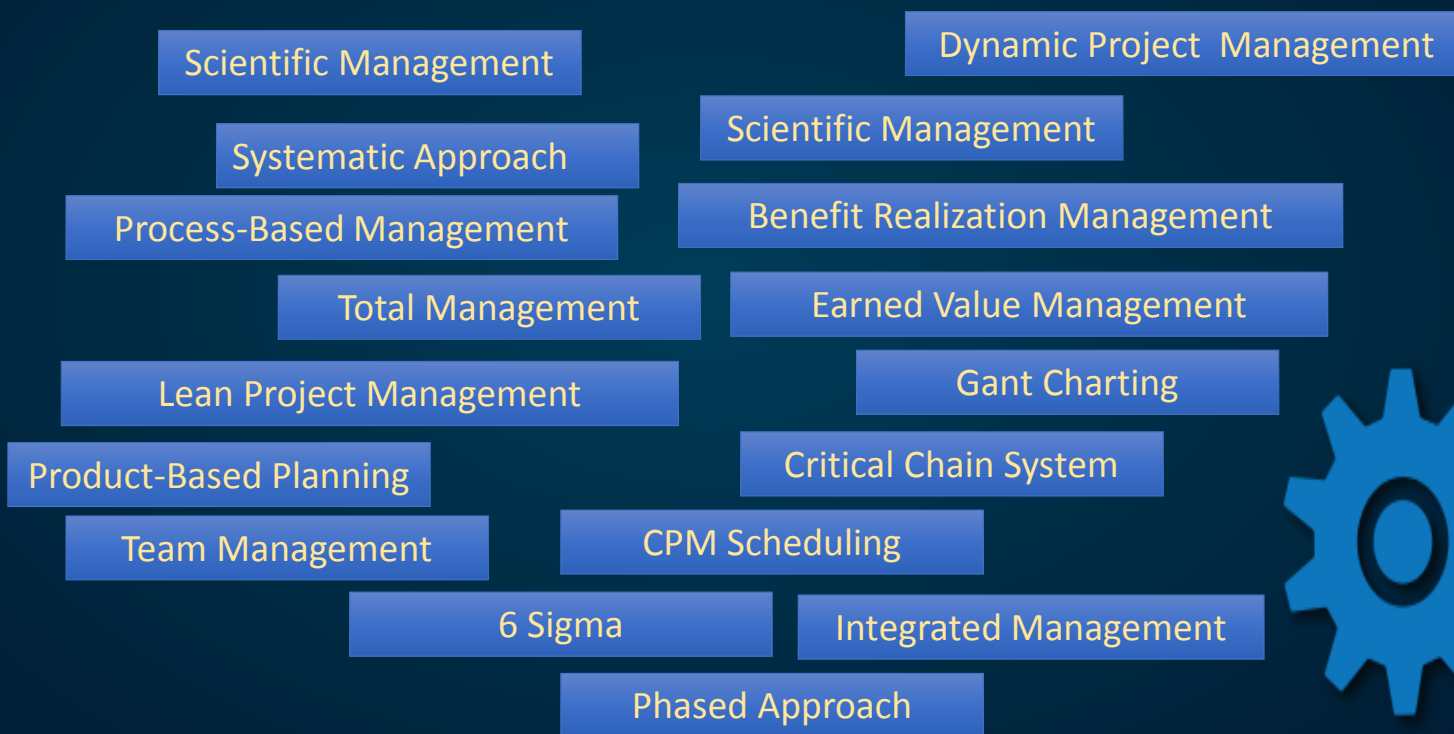 Scientific Management
Dynamic Project  Management
Scientific Management
Systematic Approach
Process-Based Management
Benefit Realization Management
Total Management
Earned Value Management
Lean Project Management
Gant Charting
Product-Based Planning
Critical Chain System
Team Management
CPM Scheduling
6 Sigma
Integrated Management
Phased Approach